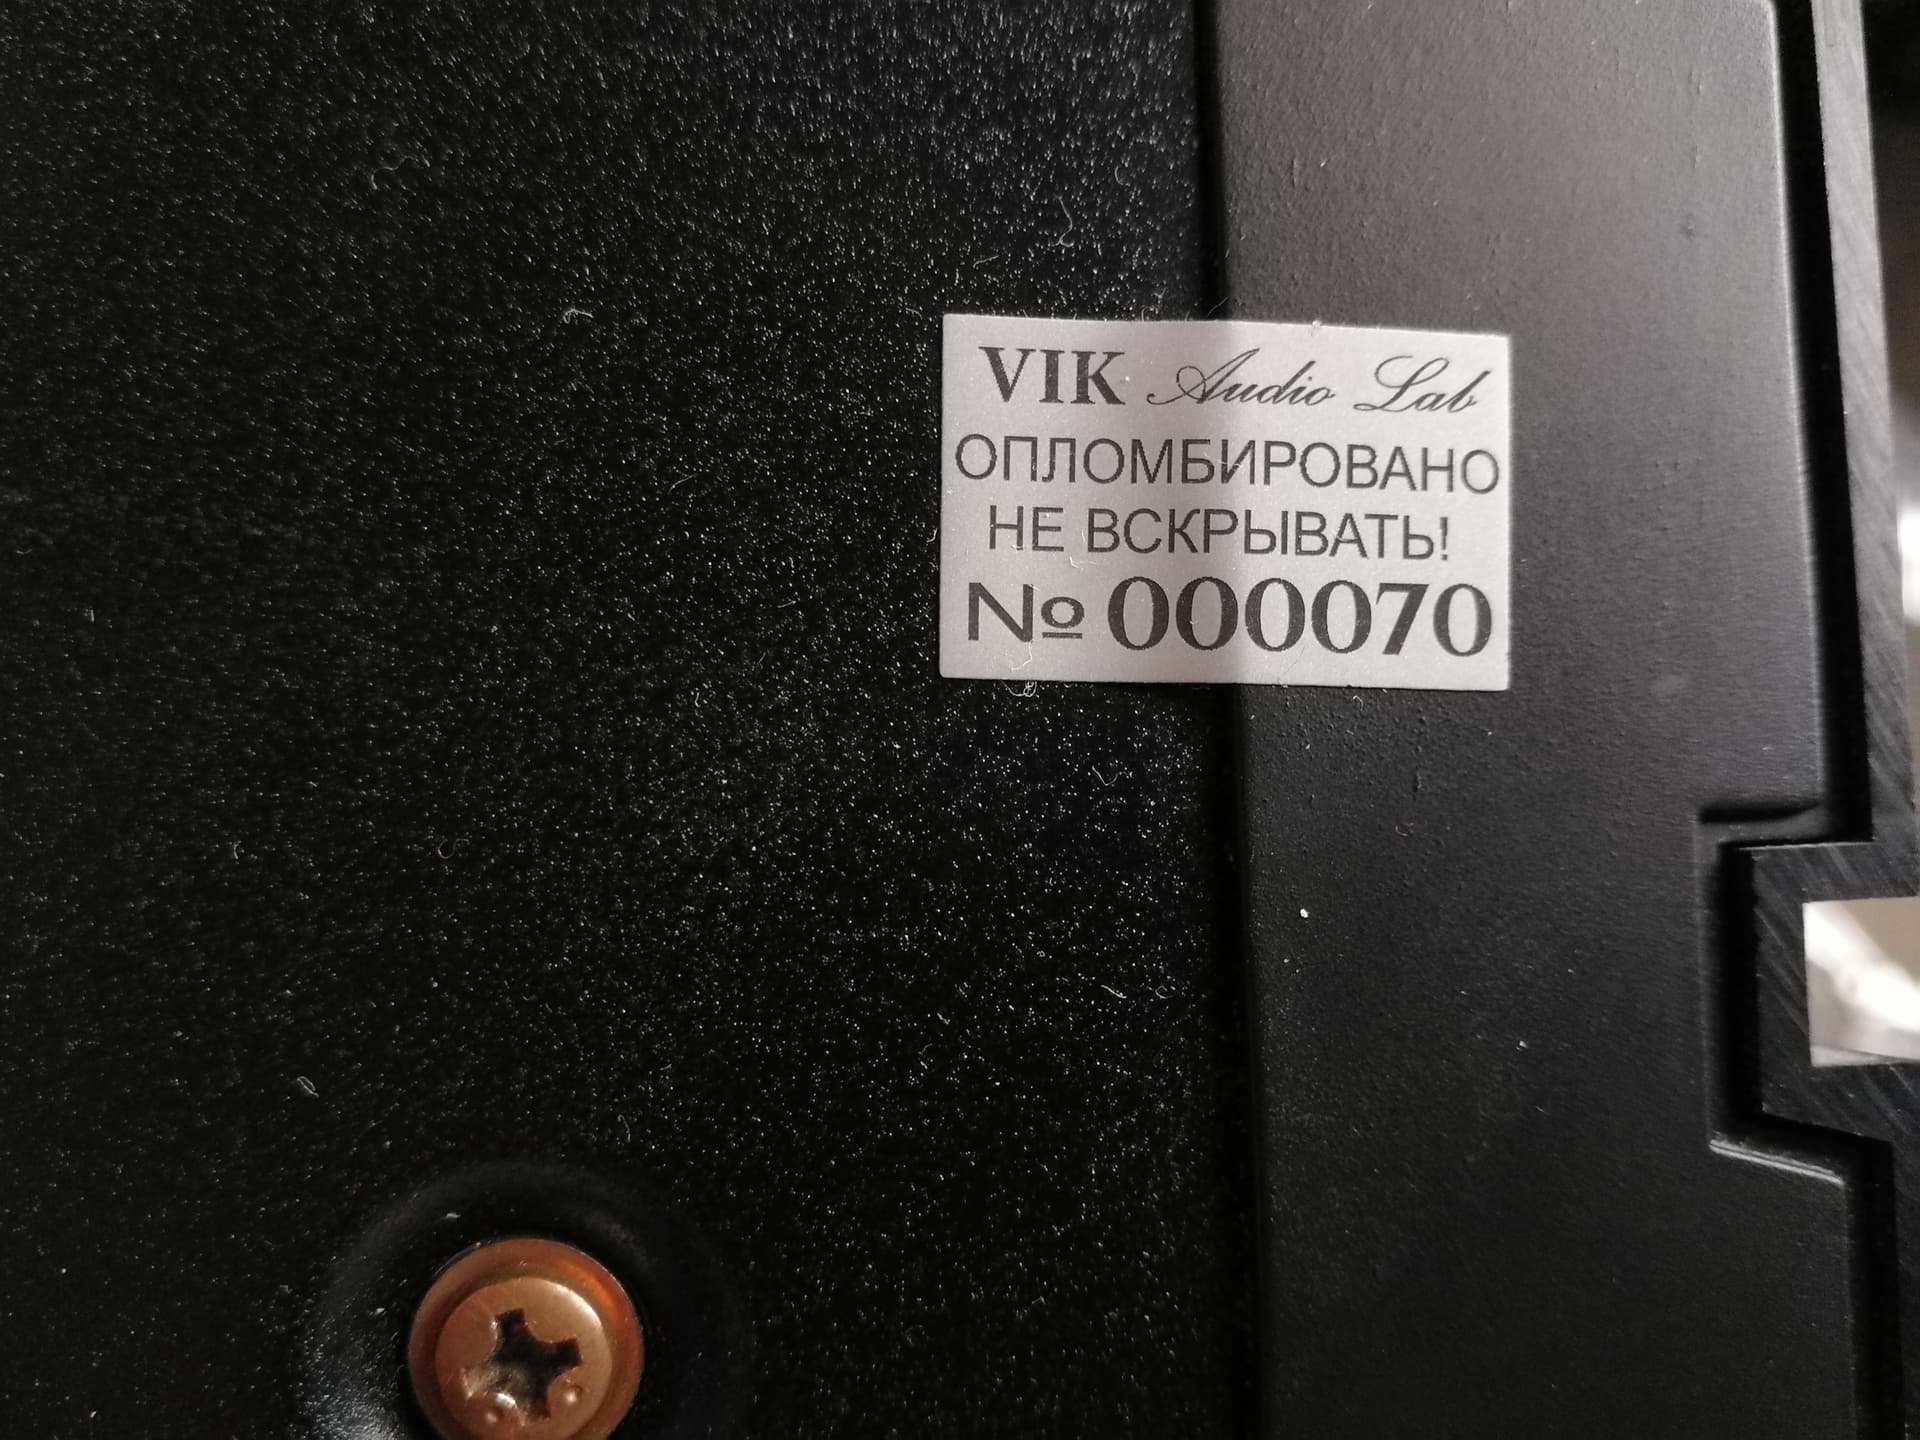 VIK Audio Lab
ОПЛОМБИРОВАНО
НЕ ВСКРЫВАТЬ!
№ 000070